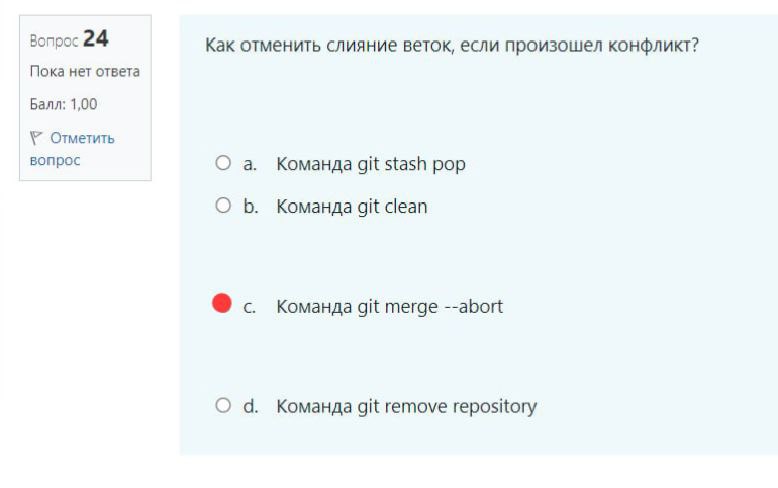 Вопрос 24
Пока нет ответа
Балл: 1,00
Отметить
вопрос
Как отменить слияние веток, если произошел конфликт?
a. Команда git stash pop
b. Команда git clean
c. Команда git merge --abort
d. Команда git remove repository